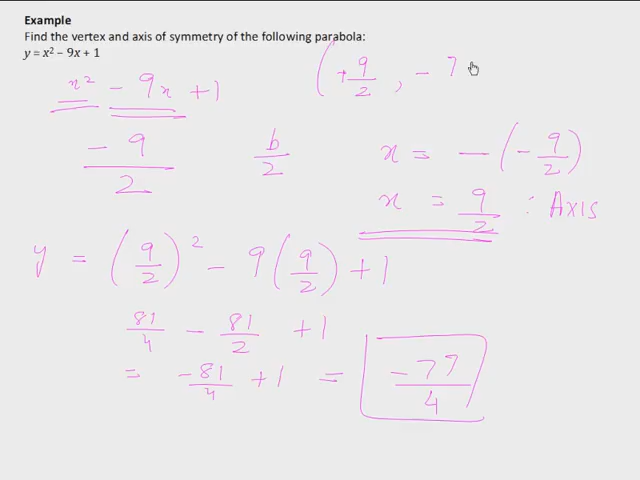 Example
Find the vertex and axis of symmetry of the following parabola:
y = x² − 9x + 1
x² - 9x + 1
(+9/2, - 7
-9/2
b/2
x = -(-9/2)
x = 9/2 : Axis
y = (9/2)² - 9(9/2) + 1
81/4 - 81/2 + 1
= -81/4 + 1 = -77/4